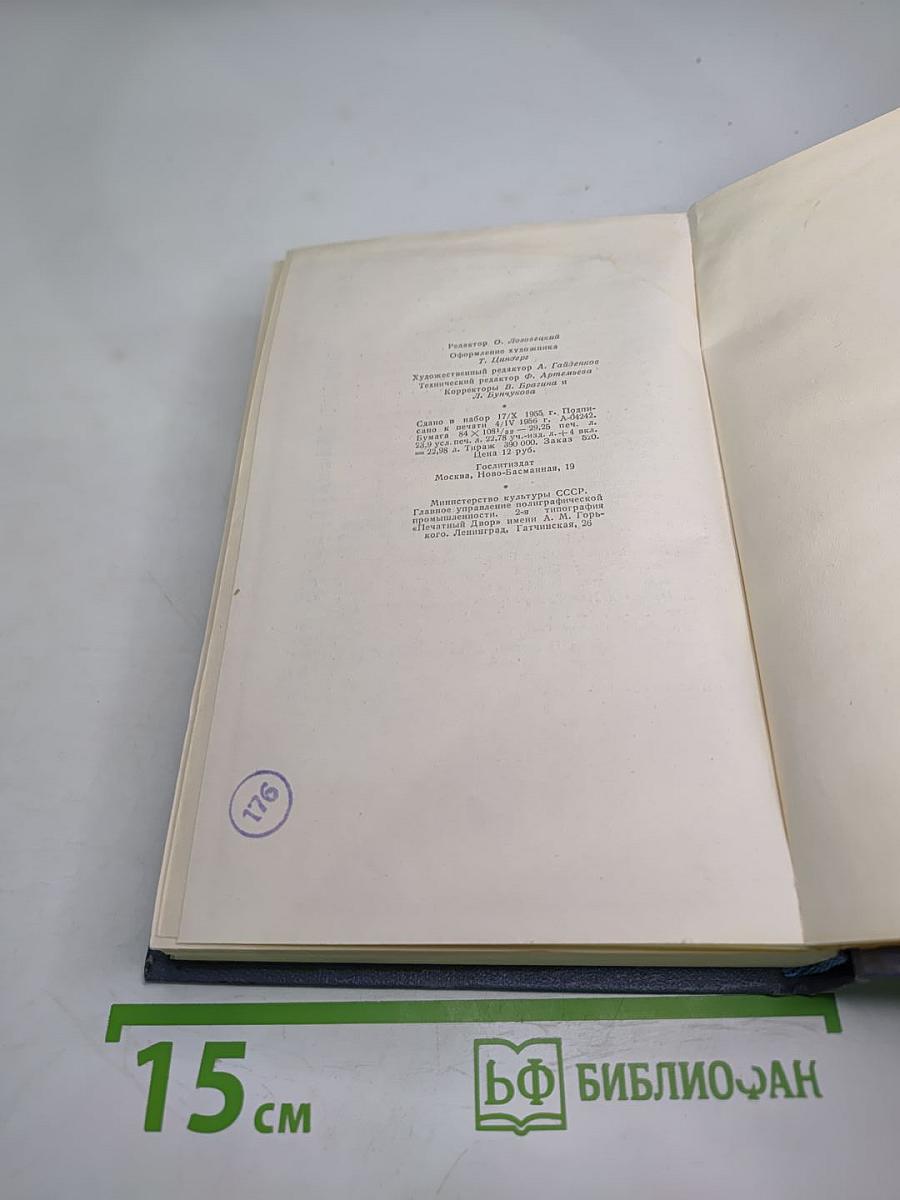 Редактор О. Лозовецкий
Оформление художника
Т. Цинберг
Художественный редактор А. Гайденков
Технический редактор Ф. Артемьева
Корректоры В. Брагина и
Л. Бунчукова
*
Сдано в набор 17/X 1955 г. Подпи-
сано к печати 4/IV 1956 г. А-04242.
Бумага 84 × 108¹/₃₂ — 29,25 печ. л.
23,9 усл. печ. л. 22,78 уч.-изд. л. + 4 вкл.
= 22,98 л. Тираж 390 000. Заказ 520.
Цена 12 руб.
Гослитиздат
Москва, Ново-Басманная, 19
*
Министерство культуры СССР.
Главное управление полиграфической
промышленности. 2-я типография
«Печатный Двор» имени А. М. Горь-
кого. Ленинград, Гатчинская, 26
176
15 см
БФ БИБЛИОФАН